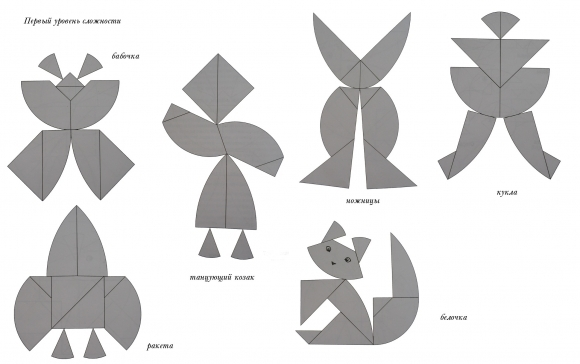 Первый уровень сложности
бабочка
ножницы
кукла
танцующий козак
ракета
белочка